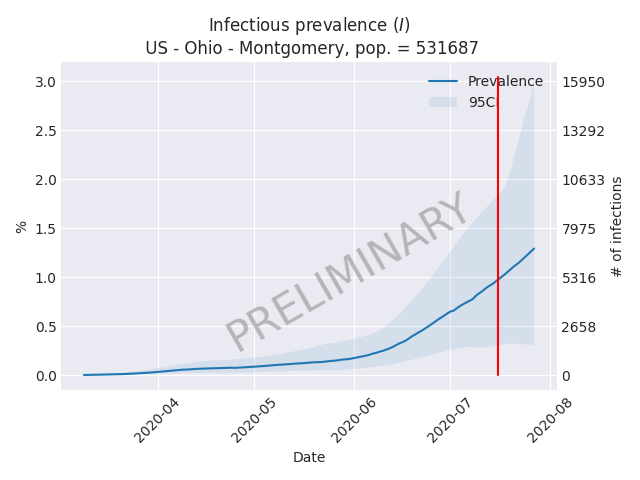 Infectious prevalence (I)
US - Ohio - Montgomery, pop. = 531687
Prevalence
95CI
3.0
2.5
2.0
1.5
1.0
0.5
0.0
%
15950
13292
10633
7975
5316
2658
0
# of infections
PRELIMINARY
2020-04
2020-05
2020-06
2020-07
2020-08
Date